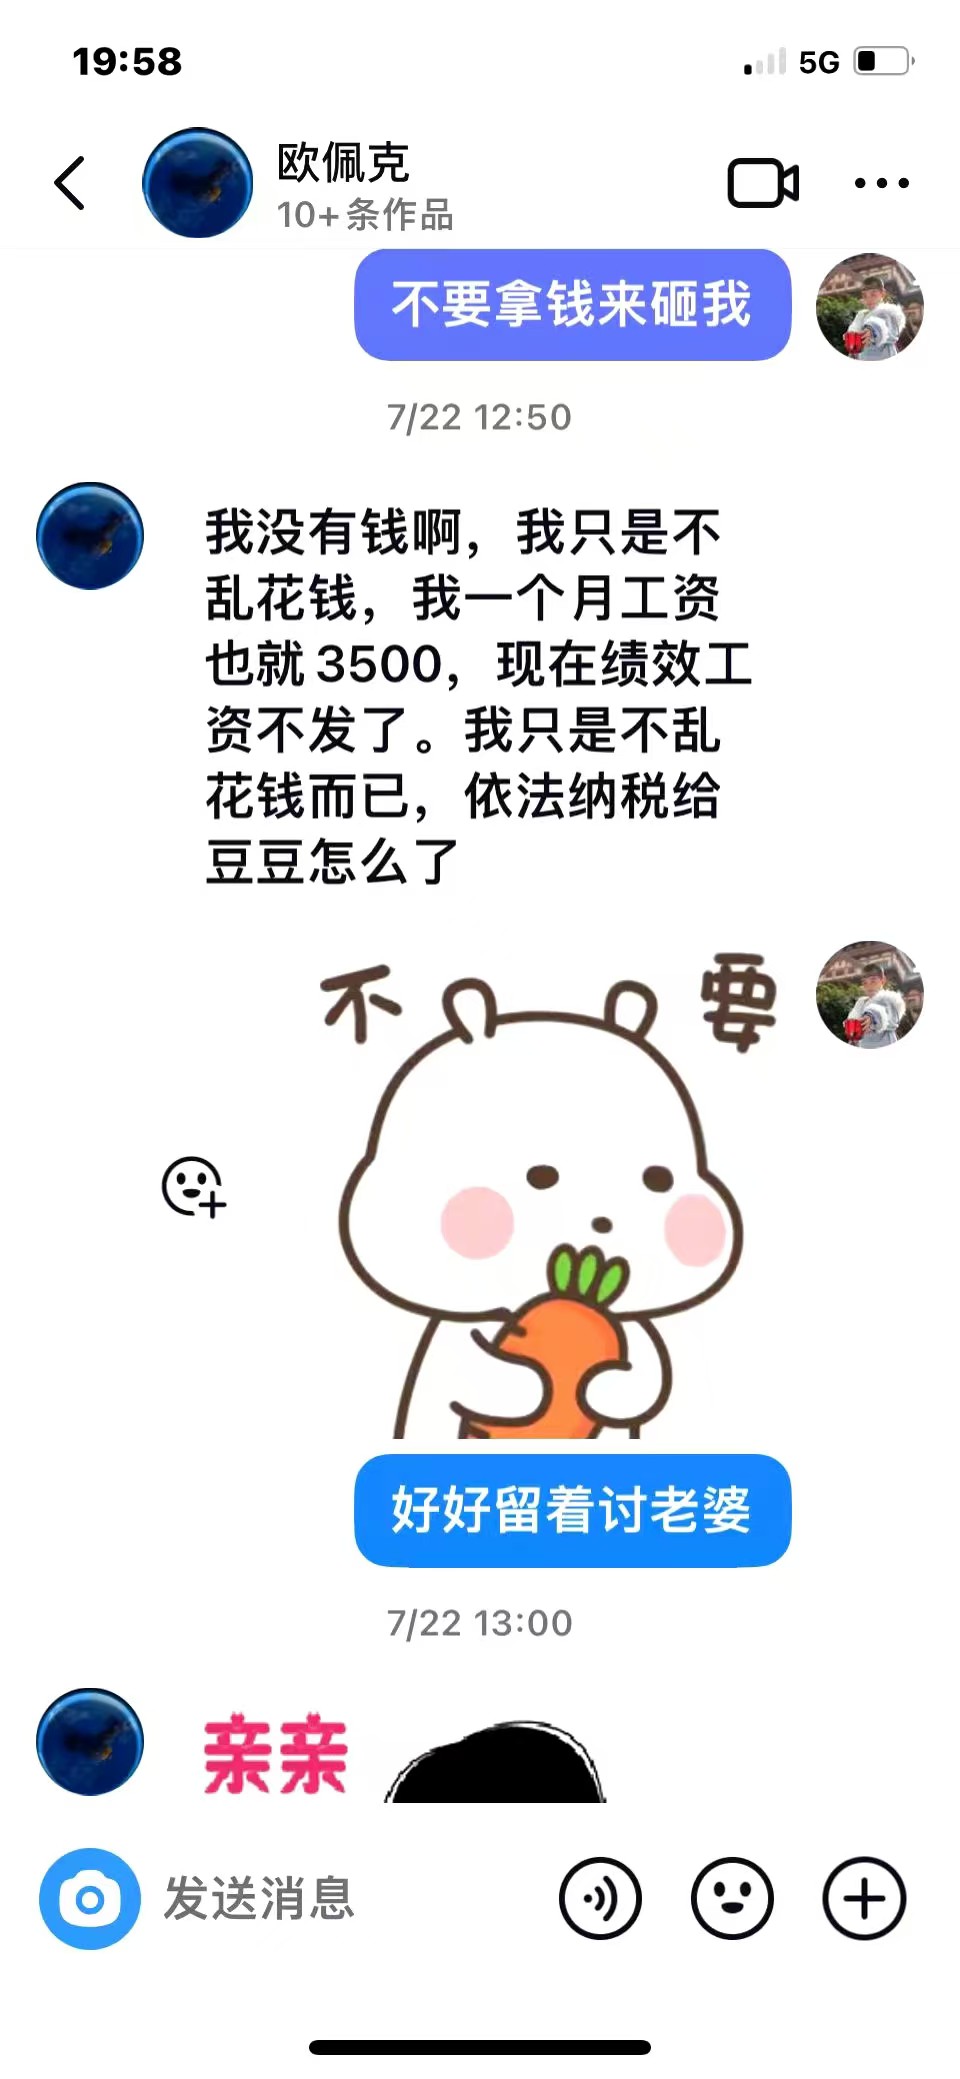 19:58
5G
欧佩克
10+条作品
不要拿钱来砸我
7/22 12:50
我没有钱啊，我只是不
乱花钱，我一个月工资
也就3500，现在绩效工
资不发了。我只是不乱
花钱而已，依法纳税给
豆豆怎么了
不要
好好留着讨老婆
7/22 13:00
亲亲
发送消息